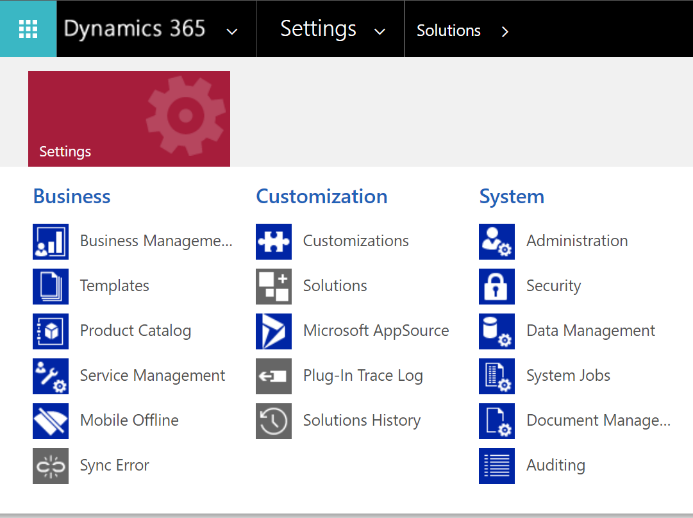 Dynamics 365 Settings Solutions
Settings
Business
Business Manageme...
Templates
Product Catalog
Service Management
Mobile Offline
Sync Error
Customization
Customizations
Solutions
Microsoft AppSource
Plug-In Trace Log
Solutions History
System
Administration
Security
Data Management
System Jobs
Document Manage...
Auditing